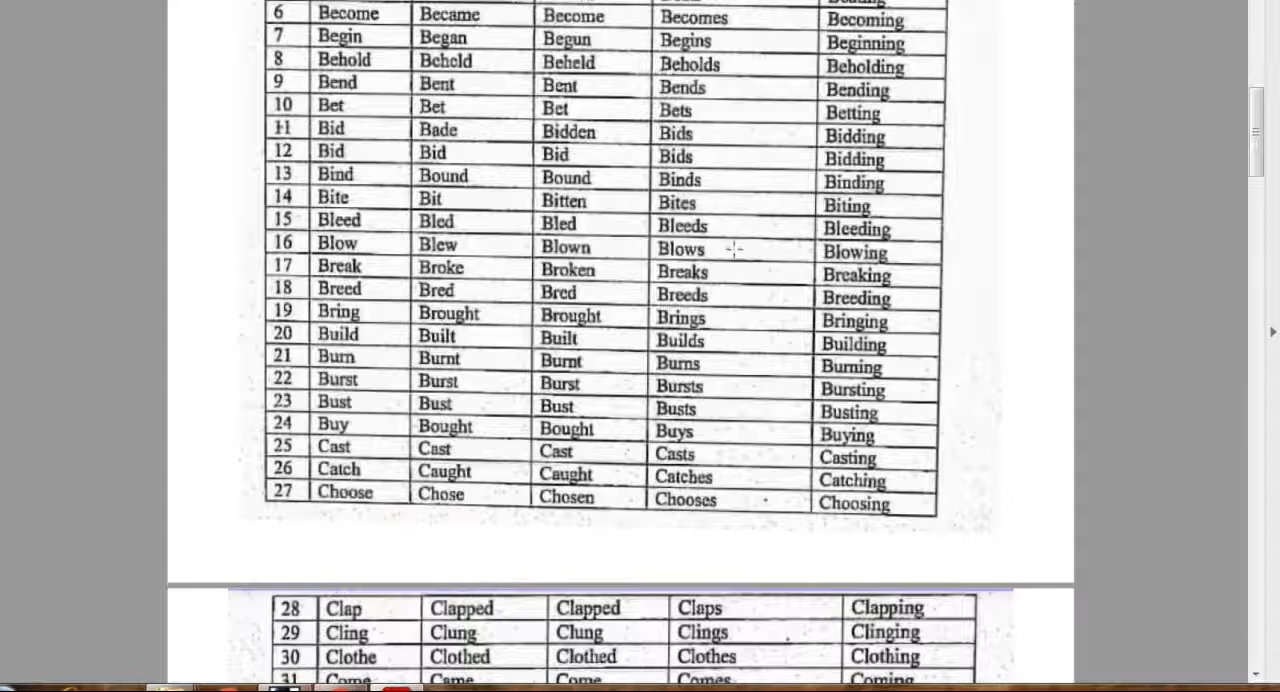 6 Become Became Become Becomes Becoming
7 Begin Began Begun Begins Beginning
8 Behold Beheld Beheld Beholds Beholding
9 Bend Bent Bent Bends Bending
10 Bet Bet Bet Bets Betting
11 Bid Bade Bidden Bids Bidding
12 Bid Bid Bid Bids Bidding
13 Bind Bound Bound Binds Binding
14 Bite Bit Bitten Bites Biting
15 Bleed Bled Bled Bleeds Bleeding
16 Blow Blew Blown Blows Blowing
17 Break Broke Broken Breaks Breaking
18 Breed Bred Bred Breeds Breeding
19 Bring Brought Brought Brings Bringing
20 Build Built Built Builds Building
21 Burn Burnt Burnt Burns Burning
22 Burst Burst Burst Bursts Bursting
23 Bust Bust Bust Busts Busting
24 Buy Bought Bought Buys Buying
25 Cast Cast Cast Casts Casting
26 Catch Caught Caught Catches Catching
27 Choose Chose Chosen Chooses Choosing
28 Clap Clapped Clapped Claps Clapping
29 Cling Clung Clung Clings Clinging
30 Clothe Clothed Clothed Clothes Clothing
31 Come Came Come Comes Coming